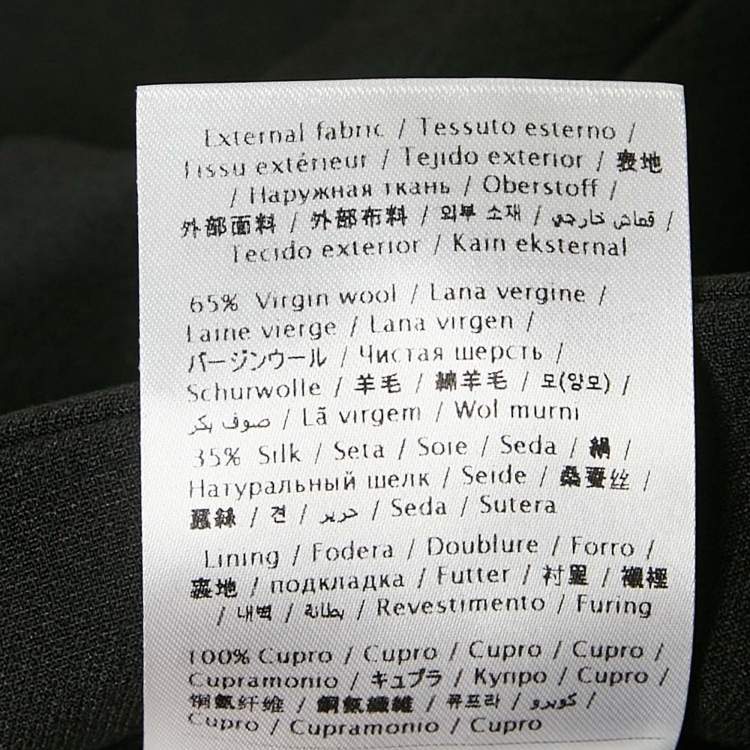 External fabric / Tessuto esterno /
Tissu extérieur / Tejido exterior / 表地
/ Наружная ткань / Oberstoff /
外部面料 / 外部布料 / 외부 소재 / قماش خارجي /
Tecido exterior / Kain eksternal
65% Virgin wool / Lana vergine /
Laine vierge / Lana virgen /
バージンウール / Чистая шерсть /
Schurwolle / 羊毛 / 綿羊毛 / 모(양모) /
صوف بكر / Lã virgem / Wol murni
35% Silk / Seta / Soie / Seda / 絹 /
Натуральный шелк / Seide / 桑蚕丝 /
蠶絲 / 견 / حرير / Seda / Sutera
Lining / Fodera / Doublure / Forro /
裏地 / подкладка / Futter / 衬里 / 襯裡
/ 내벽 / بطانة / Revestimento / Furing
100% Cupro / Cupro / Cupro / Cupro /
Cupramonio / キュプラ / Купро / Cupro /
铜氨纤维 / 銅氨纖維 / 큐프라 / كوبرو /
Cupro / Cupramonio / Cupro